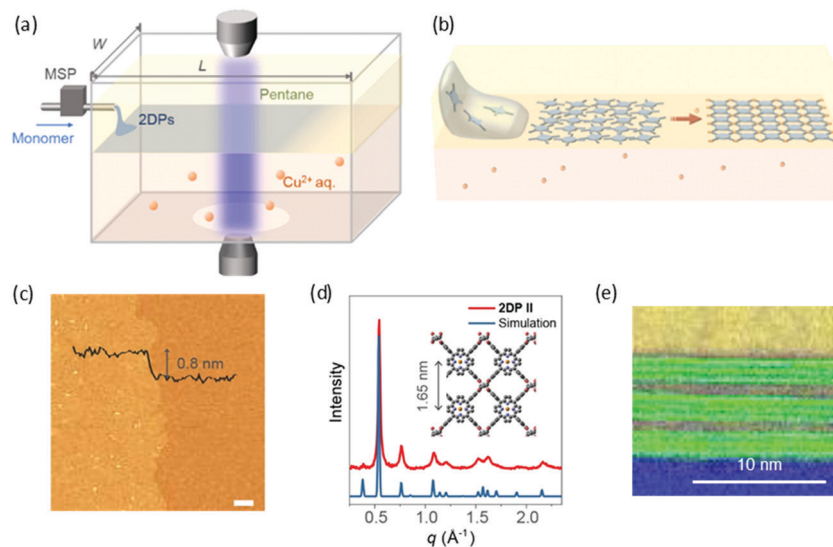 (a)
W
L
MSP
Pentane
2DPs
Monomer
Cu²⁺ aq.
(b)
(c)
0.8 nm
(d)
2DP II
Simulation
Intensity
1.65 nm
0.5 1.0 1.5 2.0
q (Å⁻¹)
(e)
10 nm